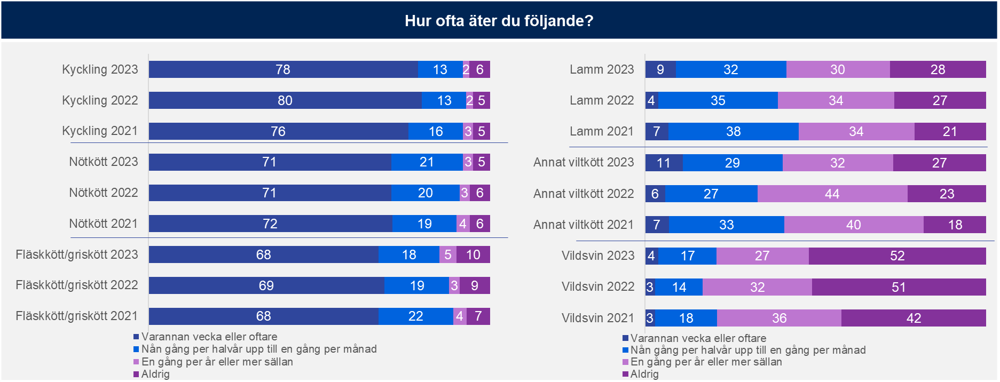 Hur ofta äter du följande?
Kyckling 2023 78 13 2 6
Kyckling 2022 80 13 2 5
Kyckling 2021 76 16 3 5
Nötkött 2023 71 21 3 5
Nötkött 2022 71 20 3 6
Nötkött 2021 72 19 4 6
Fläskkött/griskött 2023 68 18 5 10
Fläskkött/griskött 2022 69 19 3 9
Fläskkött/griskött 2021 68 22 4 7
Varannan vecka eller oftare
Nån gång per halvår upp till en gång per månad
En gång per år eller mer sällan
Aldrig
Lamm 2023 9 32 30 28
Lamm 2022 4 35 34 27
Lamm 2021 7 38 34 21
Annat viltkött 2023 11 29 32 27
Annat viltkött 2022 6 27 44 23
Annat viltkött 2021 7 33 40 18
Vildsvin 2023 4 17 27 52
Vildsvin 2022 3 14 32 51
Vildsvin 2021 3 18 36 42
Varannan vecka eller oftare
Nån gång per halvår upp till en gång per månad
En gång per år eller mer sällan
Aldrig